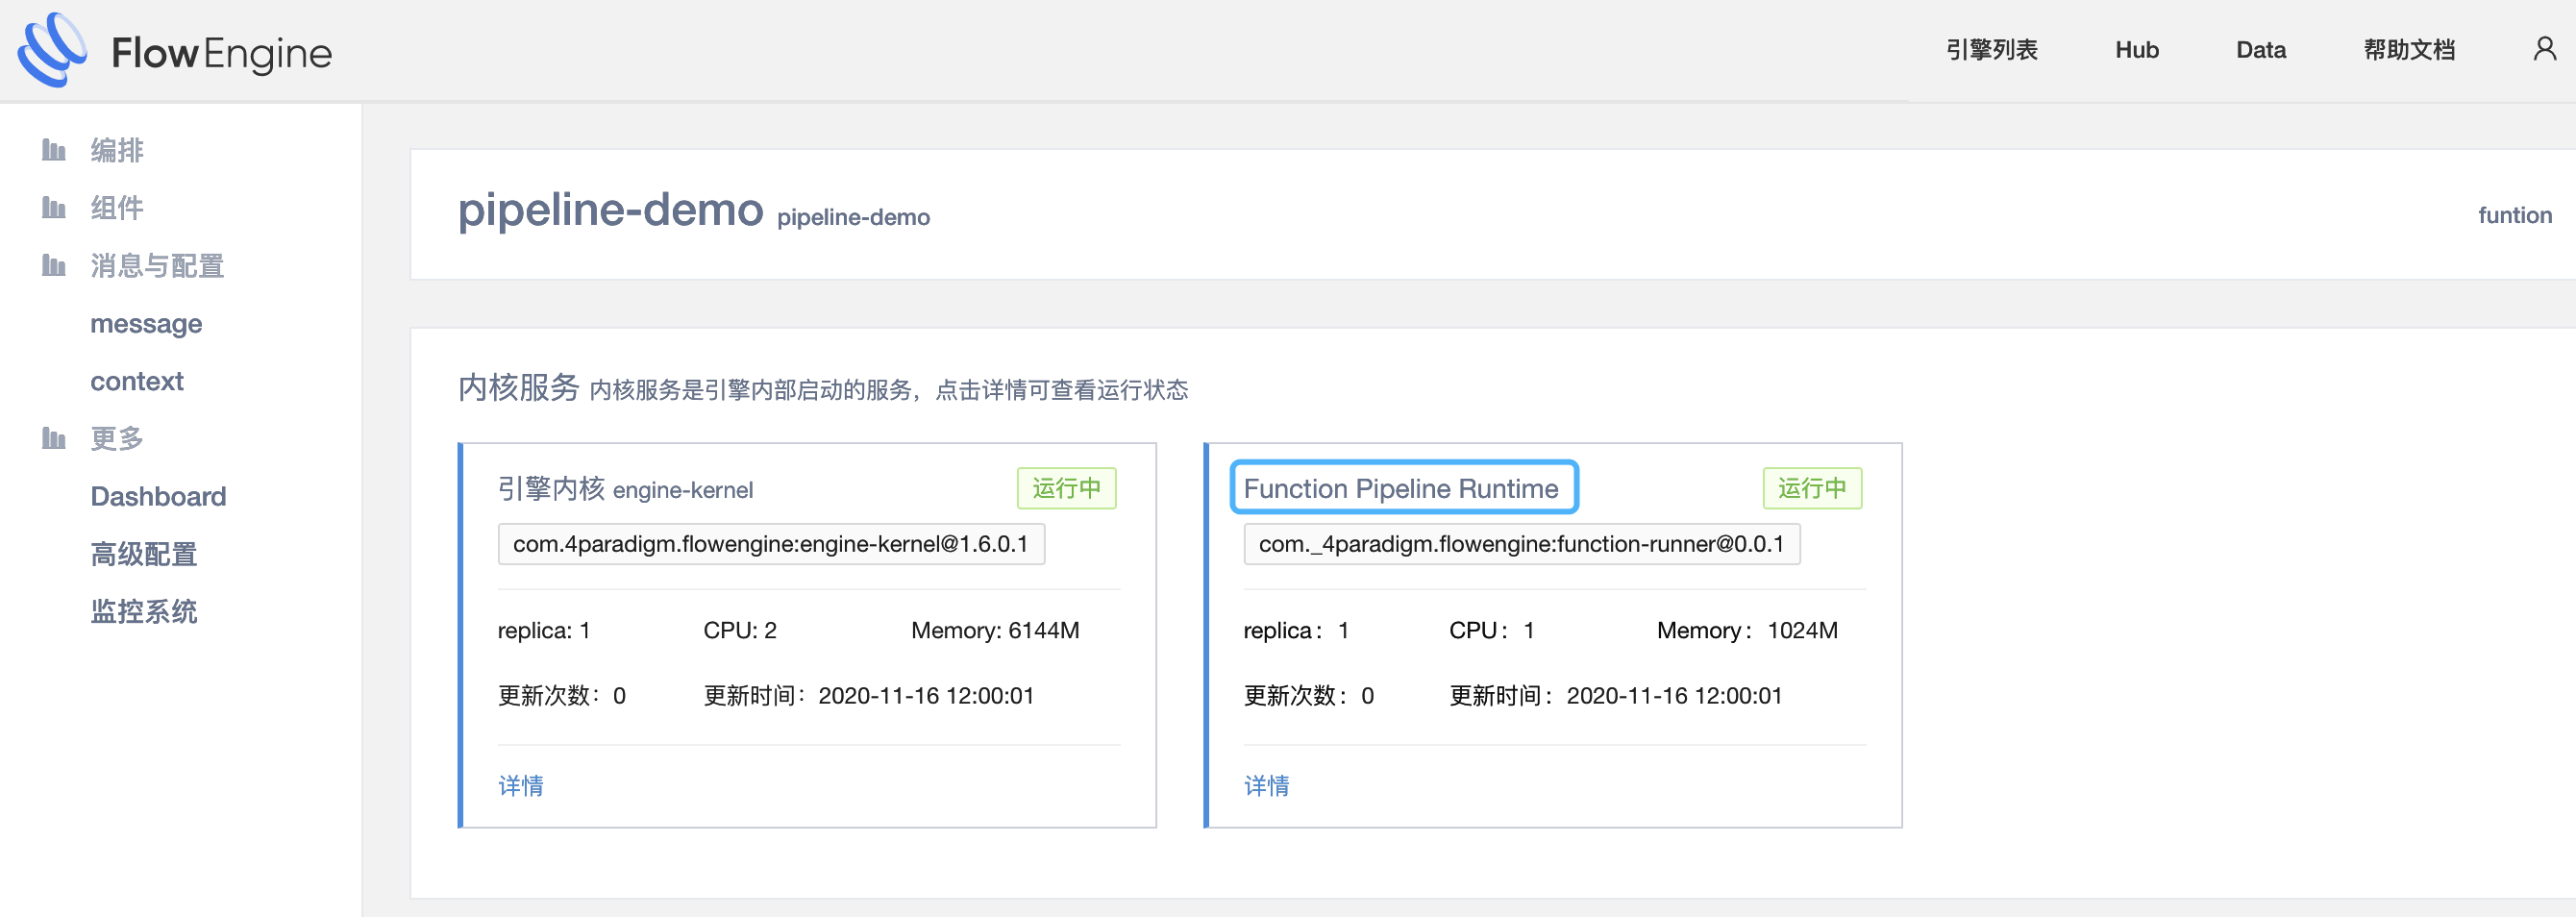 FlowEngine
引擎列表 Hub Data 帮助文档
编排
组件
消息与配置
message
context
更多
Dashboard
高级配置
监控系统
pipeline-demo pipeline-demo
funtion
内核服务 内核服务是引擎内部启动的服务，点击详情可查看运行状态
引擎内核 engine-kernel 运行中
com.4paradigm.flowengine:engine-kernel@1.6.0.1
replica: 1 CPU: 2 Memory: 6144M
更新次数：0 更新时间：2020-11-16 12:00:01
详情
Function Pipeline Runtime 运行中
com._4paradigm.flowengine:function-runner@0.0.1
replica： 1 CPU： 1 Memory： 1024M
更新次数：0 更新时间：2020-11-16 12:00:01
详情